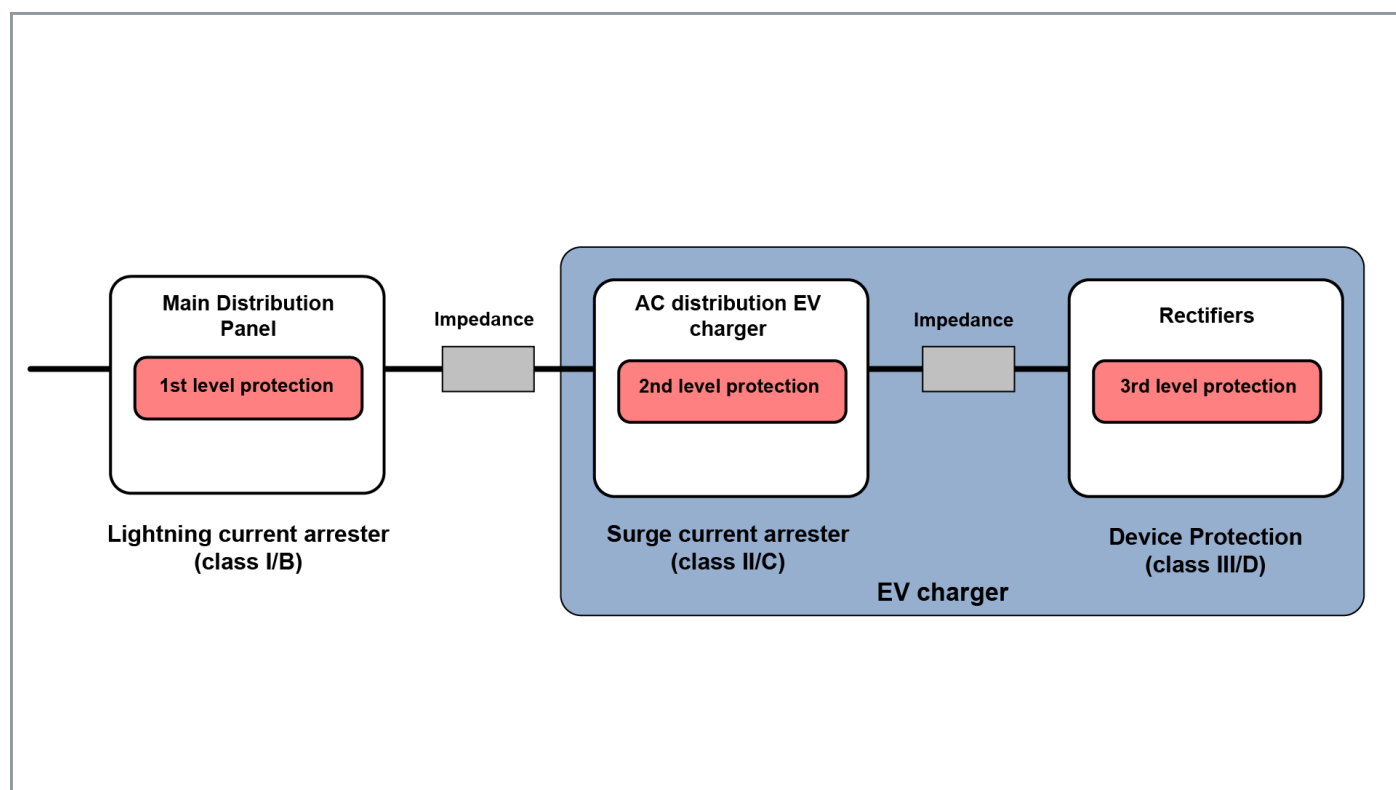 Main Distribution
Panel
1st level protection
Lightning current arrester
(class I/B)
Impedance
AC distribution EV
charger
2nd level protection
Surge current arrester
(class II/C)
Impedance
Rectifiers
3rd level protection
Device Protection
(class III/D)
EV charger